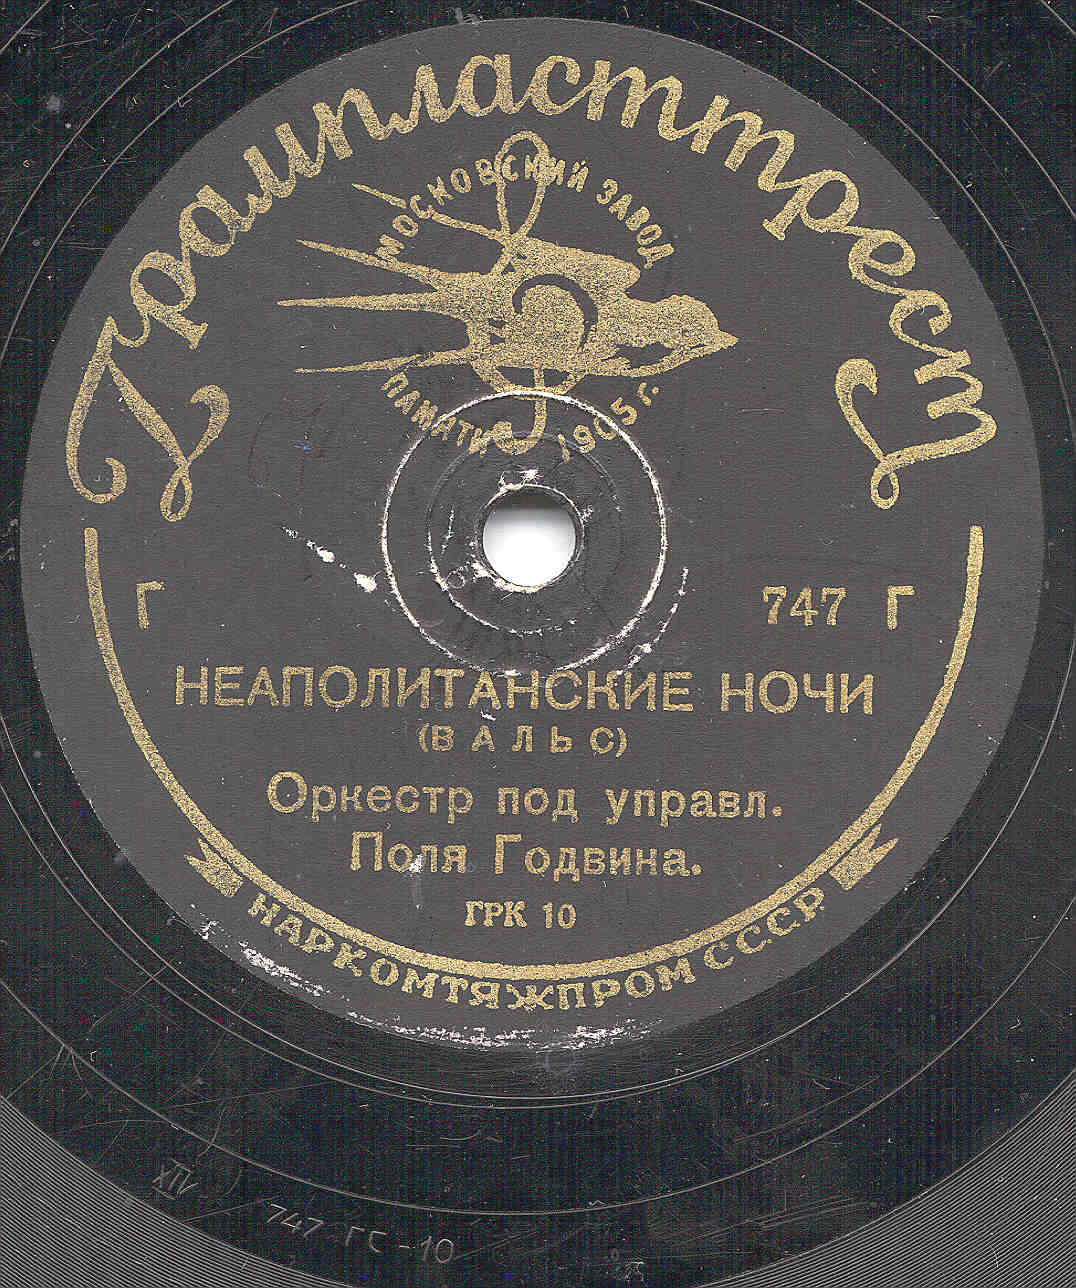 Грампласттрест
МОСКОВСКИЙ ЗАВОД
ПАМЯТИ 1905 г.
Г 747 Г
НЕАПОЛИТАНСКИЕ НОЧИ
(ВАЛЬС)
Оркестр под управл.
Поля Годвина.
ГРК 10
НАРКОМТЯЖПРОМ СССР
XIV
747-ГС-10